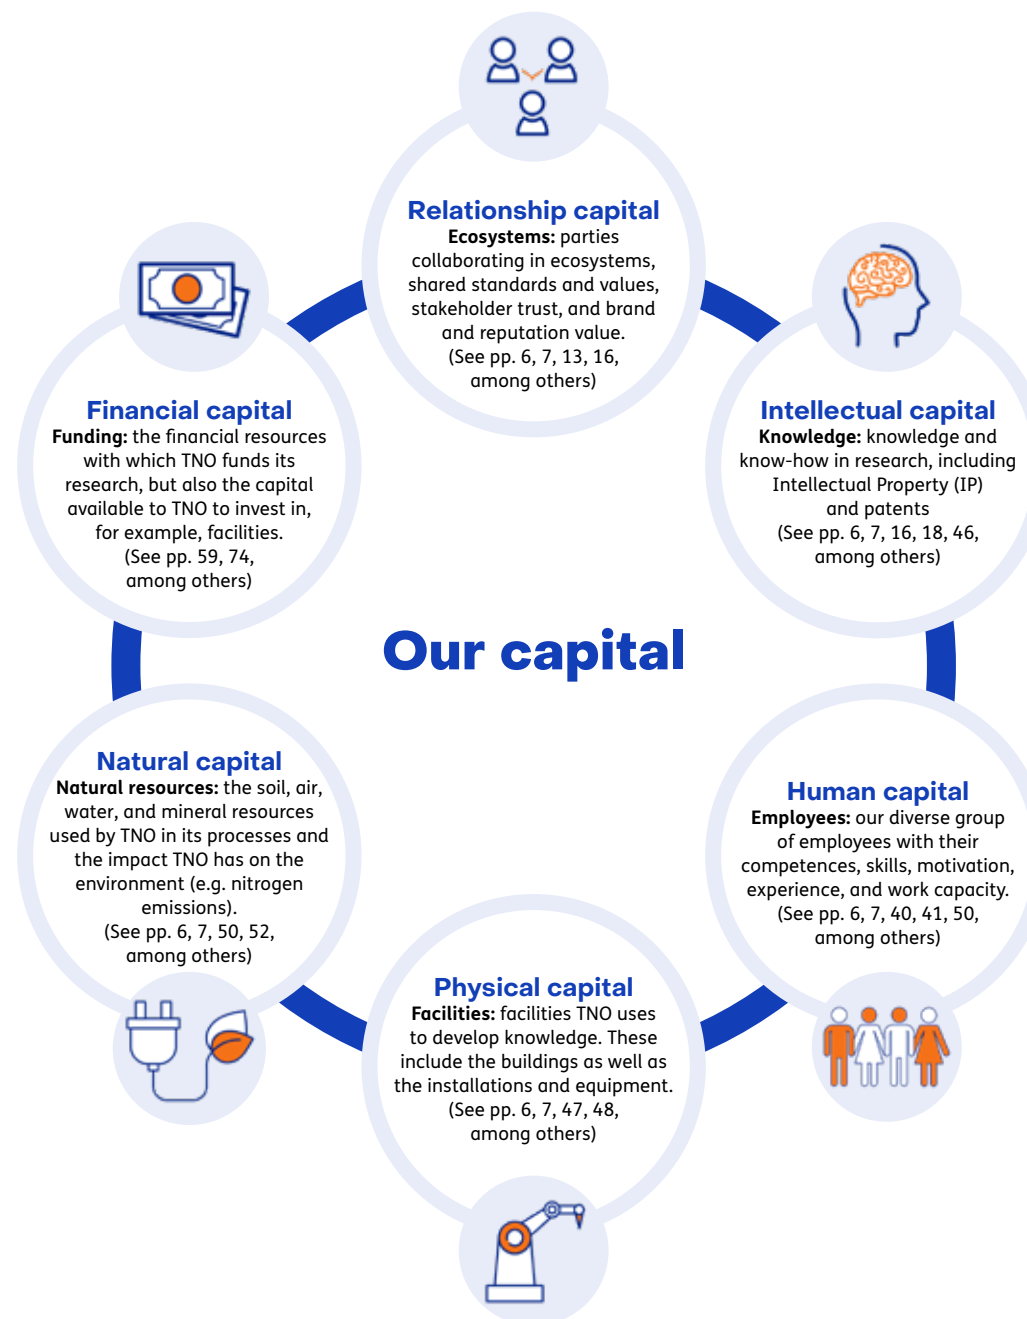 Relationship capital
Ecosystems: parties
collaborating in ecosystems,
shared standards and values,
stakeholder trust, and brand
and reputation value.
(See pp. 6, 7, 13, 16,
among others)
Financial capital
Funding: the financial resources
with which TNO funds its
research, but also the capital
available to TNO to invest in,
for example, facilities.
(See pp. 59, 74,
among others)
Intellectual capital
Knowledge: knowledge and
know-how in research, including
Intellectual Property (IP)
and patents
(See pp. 6, 7, 16, 18, 46,
among others)
Our capital
Natural capital
Natural resources: the soil, air,
water, and mineral resources
used by TNO in its processes and
the impact TNO has on the
environment (e.g. nitrogen
emissions).
(See pp. 6, 7, 50, 52,
among others)
Human capital
Employees: our diverse group
of employees with their
competences, skills, motivation,
experience, and work capacity.
(See pp. 6, 7, 40, 41, 50,
among others)
Physical capital
Facilities: facilities TNO uses
to develop knowledge. These
include the buildings as well as
the installations and equipment.
(See pp. 6, 7, 47, 48,
among others)